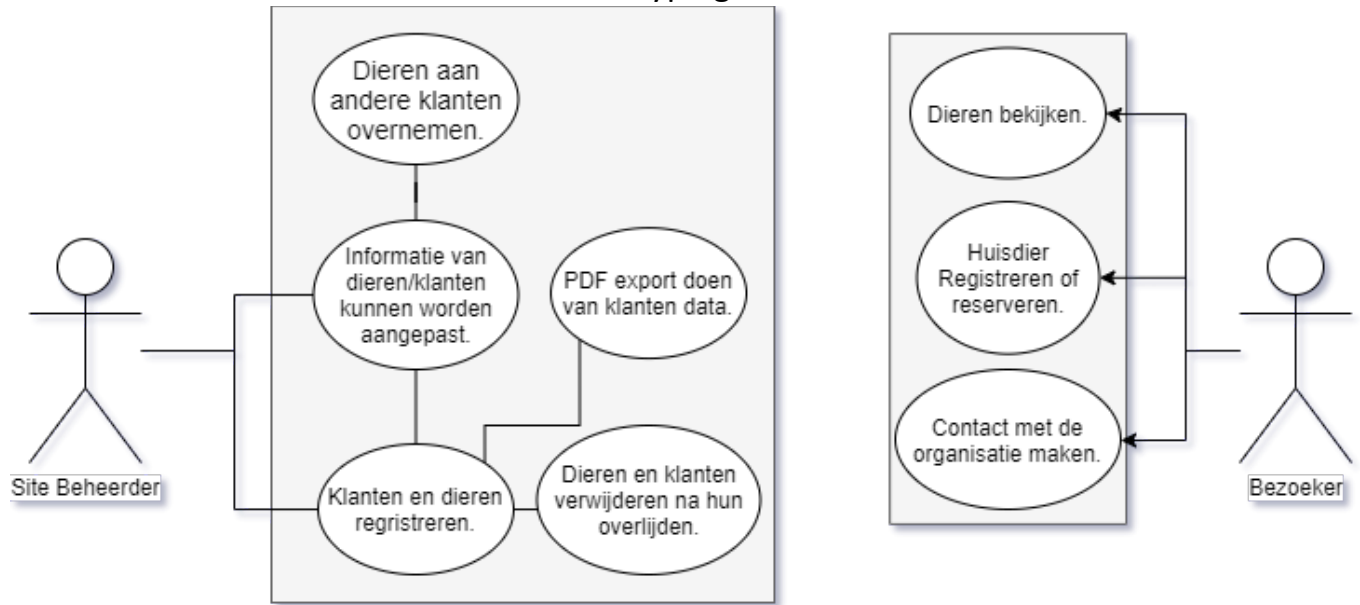 Dieren aan
andere klanten
overnemen.
Informatie van
dieren/klanten
kunnen worden
aangepast.
PDF export doen
van klanten data.
Klanten en dieren
regristreren.
Dieren en klanten
verwijderen na hun
overlijden.
Site Beheerder
Dieren bekijken.
Huisdier
Registreren of
reserveren.
Contact met de
organisatie maken.
Bezoeker